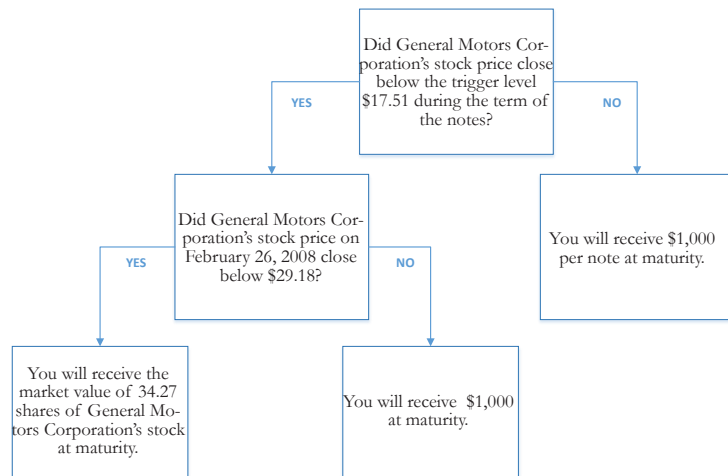 Did General Motors Cor-
poration's stock price close
below the trigger level
$17.51 during the term of
the notes?
YES
NO
Did General Motors Cor-
poration's stock price on
February 26, 2008 close
below $29.18?
You will receive $1,000
per note at maturity.
YES
NO
You will receive the
market value of 34.27
shares of General Mo-
tors Corporation's stock
at maturity.
You will receive $1,000
at maturity.